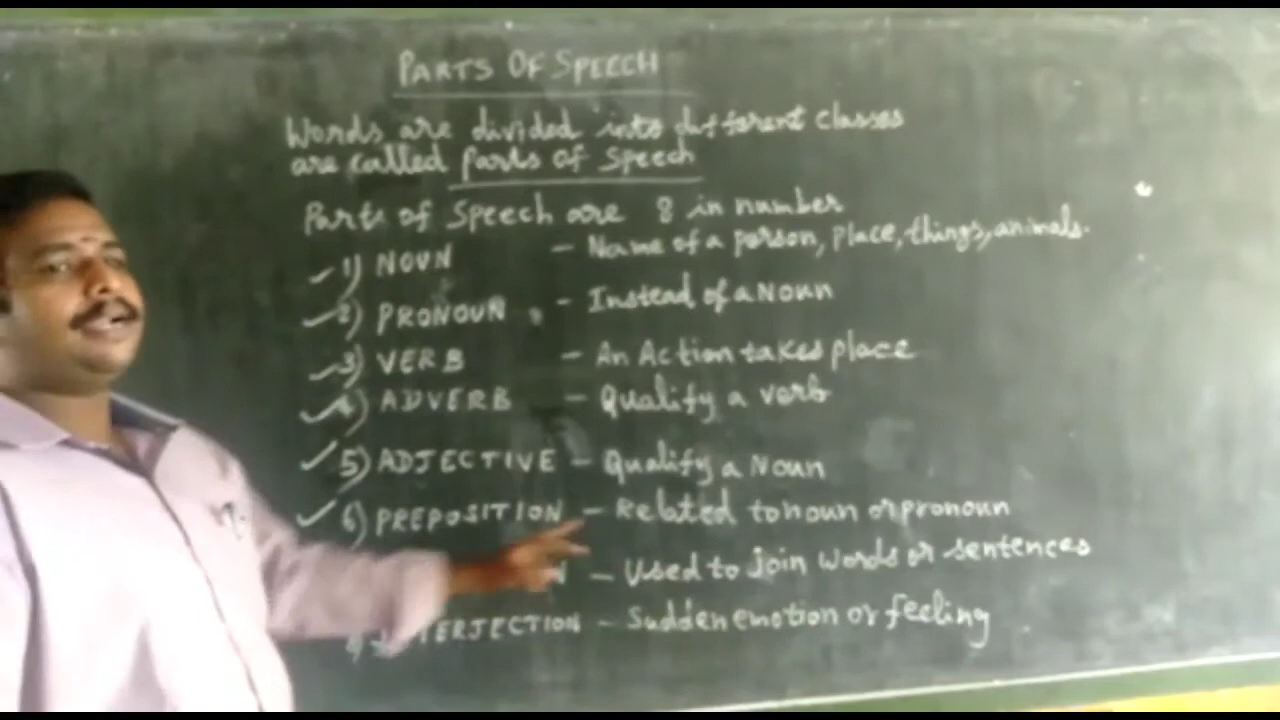 PARTS OF SPEECH
Words are divided into different classes
are called parts of speech
Parts of Speech are 8 in number
1) NOUN - Name of a person, place, things, animals.
2) PRONOUN - Instead of a Noun
3) VERB - An Action takes place
4) ADVERB - Qualify a verb
5) ADJECTIVE - Qualify a Noun
6) PREPOSITION - Related to noun or pronoun
- Used to join words or sentences
INTERJECTION - Sudden emotion or feeling